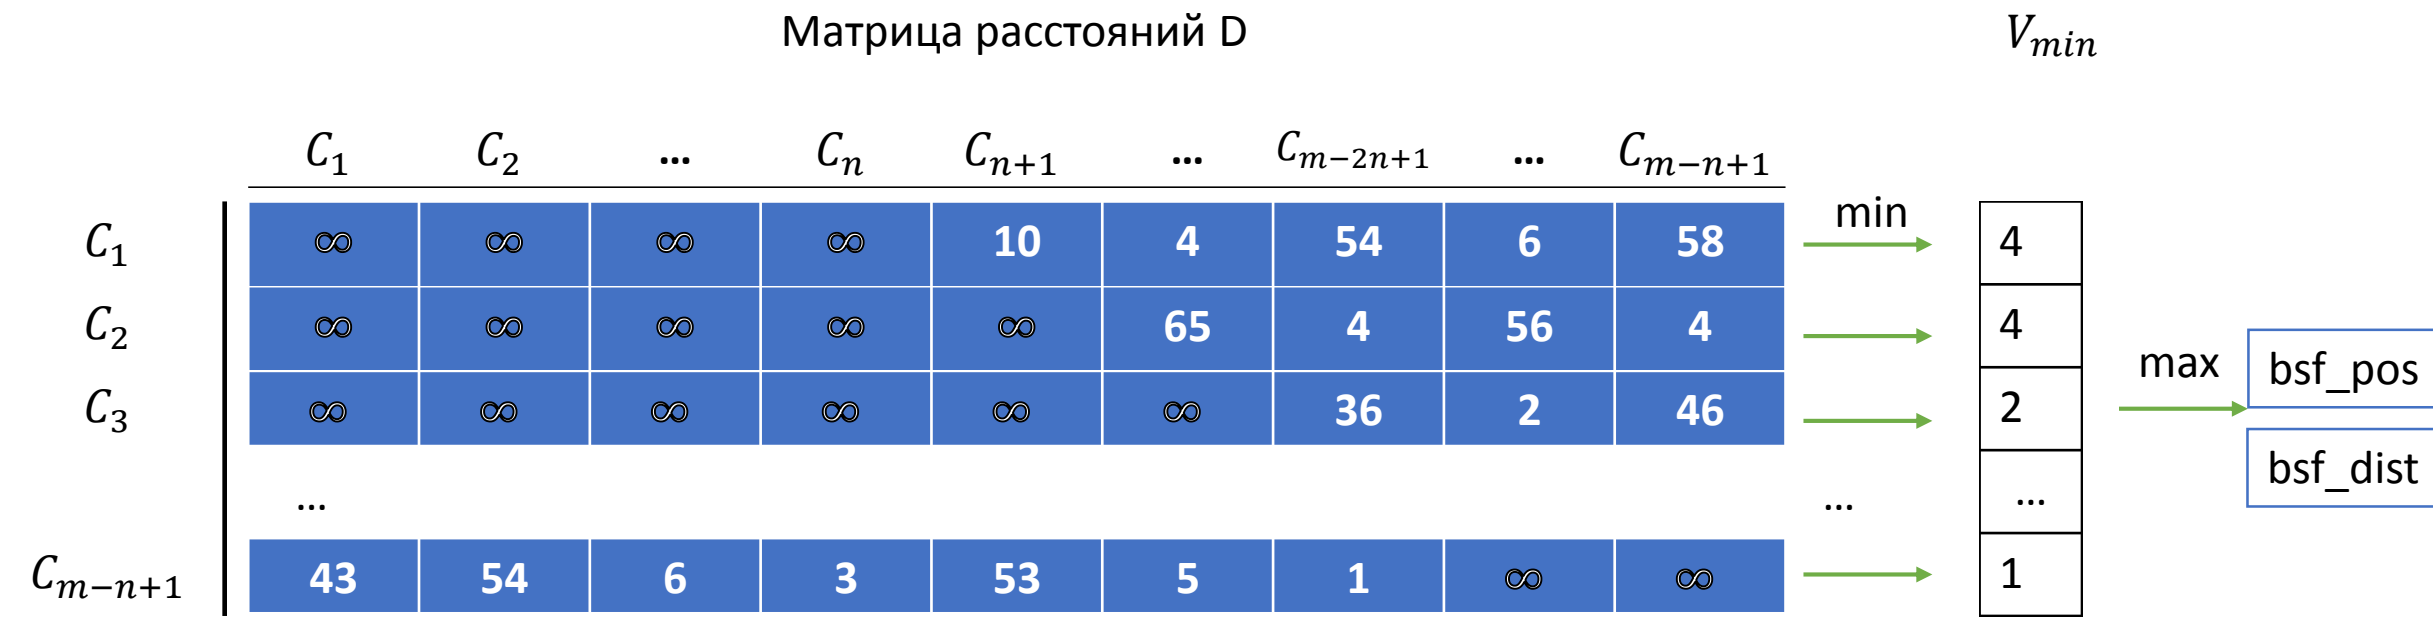 Матрица расстояний D V_min
C_1 C_2 ... C_n C_{n+1} ... C_{m−2n+1} ... C_{m−n+1}
C_1 ∞ ∞ ∞ ∞ 10 4 54 6 58 min 4
C_2 ∞ ∞ ∞ ∞ ∞ 65 4 56 4 4
C_3 ∞ ∞ ∞ ∞ ∞ ∞ 36 2 46 2
max bsf_pos
bsf_dist
... ... ...
C_{m−n+1} 43 54 6 3 53 5 1 ∞ ∞ 1